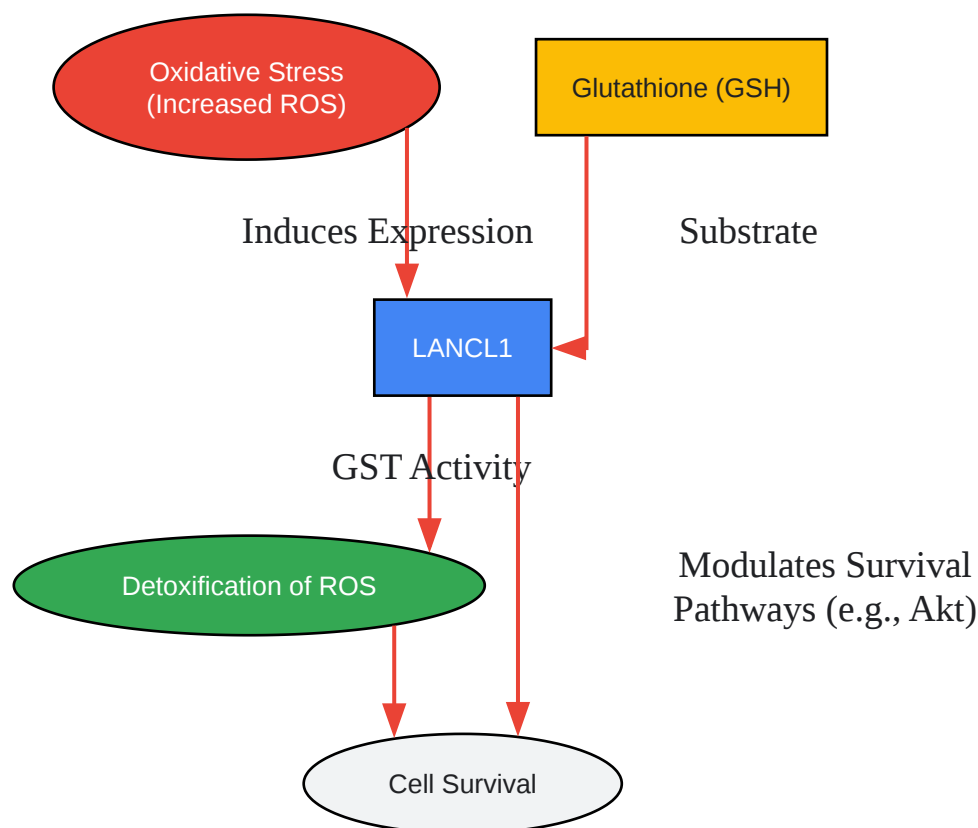 Oxidative Stress
(Increased ROS)
Glutathione (GSH)
Induces Expression
Substrate
LANCL1
GST Activity
Detoxification of ROS
Modulates Survival
Pathways (e.g., Akt)
Cell Survival